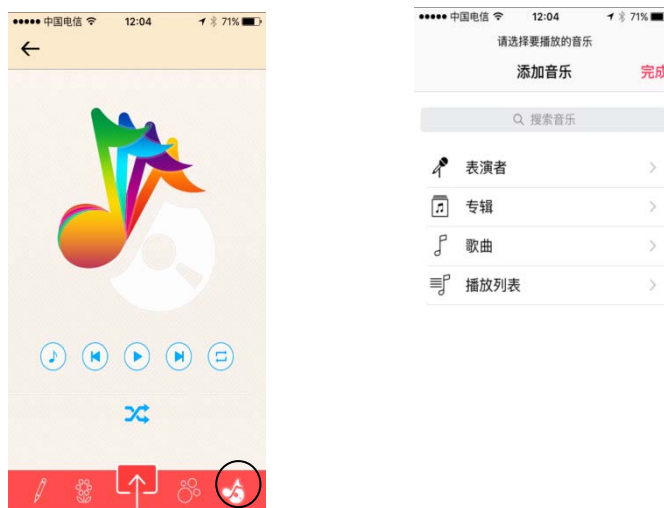 中国电信 12:04 71%
中国电信 12:04 71%
请选择要播放的音乐
添加音乐 完成
搜索音乐
表演者
专辑
歌曲
播放列表